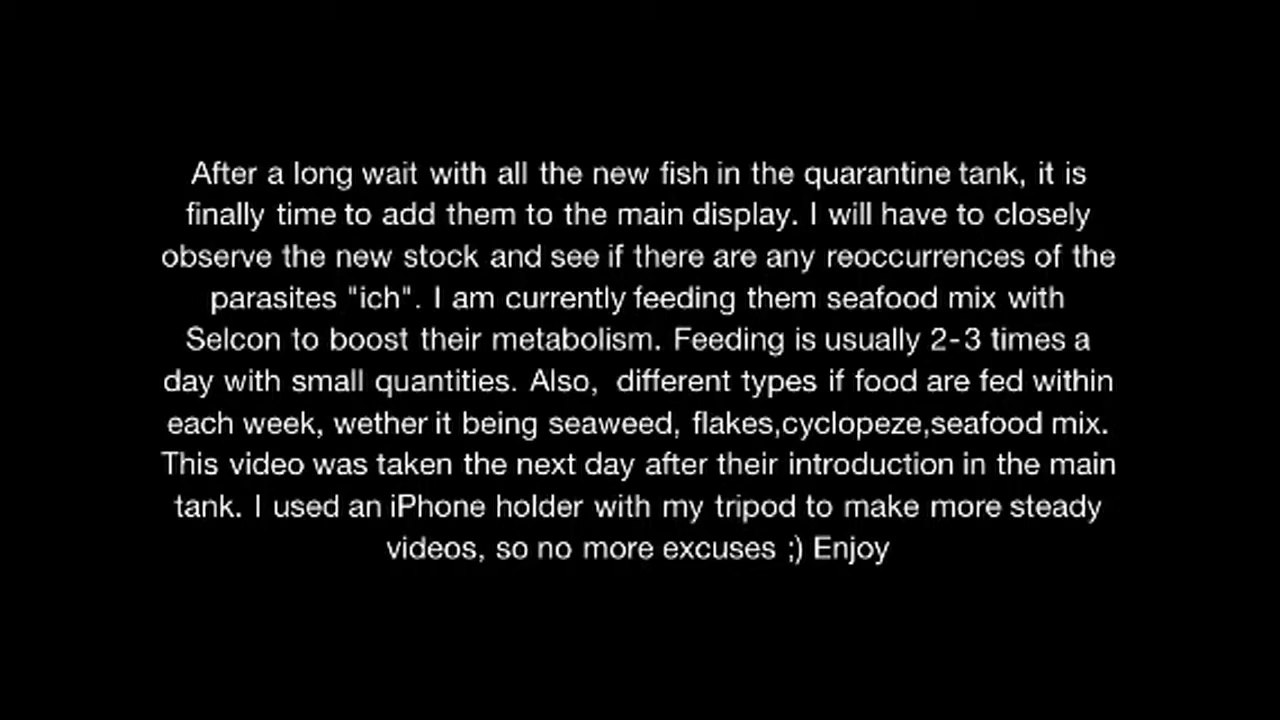 After a long wait with all the new fish in the quarantine tank, it is
finally time to add them to the main display. I will have to closely
observe the new stock and see if there are any reoccurrences of the
parasites "ich". I am currently feeding them seafood mix with
Selcon to boost their metabolism. Feeding is usually 2-3 times a
day with small quantities. Also,  different types if food are fed within
each week, wether it being seaweed, flakes,cyclopeze,seafood mix.
This video was taken the next day after their introduction in the main
tank. I used an iPhone holder with my tripod to make more steady
videos, so no more excuses ;) Enjoy